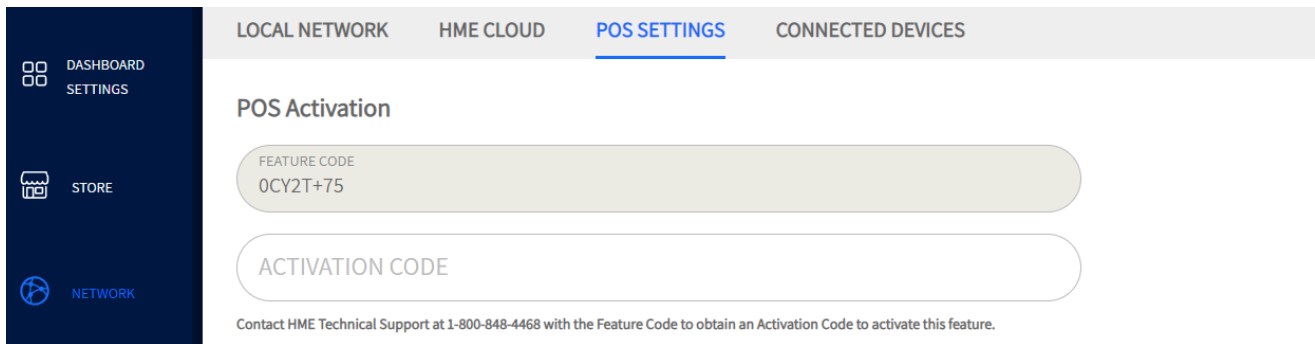 LOCAL NETWORK HME CLOUD POS SETTINGS CONNECTED DEVICES
DASHBOARD
SETTINGS
STORE
NETWORK
POS Activation
FEATURE CODE
0CY2T+75
ACTIVATION CODE
Contact HME Technical Support at 1-800-848-4468 with the Feature Code to obtain an Activation Code to activate this feature.